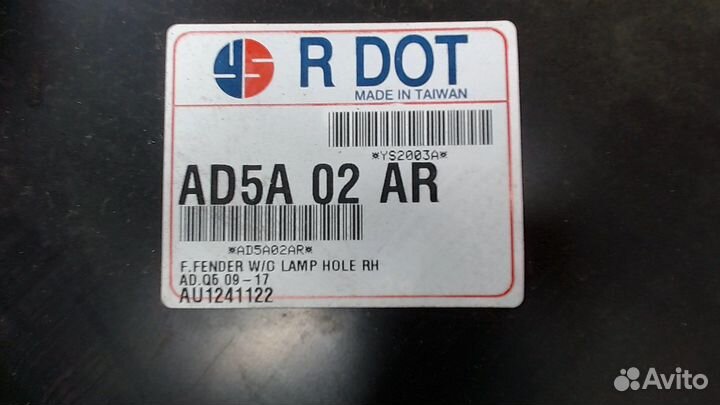 YS R DOT
MADE IN TAIWAN
*YS2003A*
AD5A 02 AR
*AD5A02AR*
F.FENDER W/O LAMP HOLE RH
AD.Q5 09-17
AU1241122
Avito